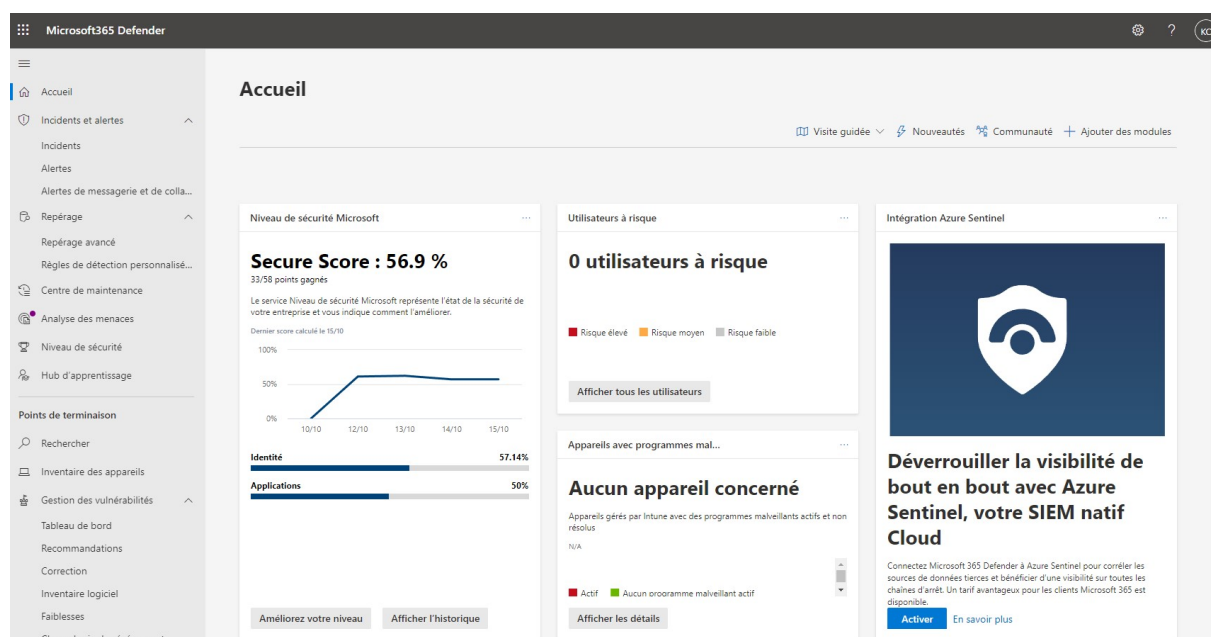 Microsoft365 Defender
?
KC
Accueil
Incidents et alertes
Incidents
Alertes
Alertes de messagerie et de colla...
Repérage
Repérage avancé
Règles de détection personnalisé...
Centre de maintenance
Analyse des menaces
Niveau de sécurité
Hub d'apprentissage
Points de terminaison
Rechercher
Inventaire des appareils
Gestion des vulnérabilités
Tableau de bord
Recommandations
Correction
Inventaire logiciel
Faiblesses
Accueil
Visite guidée
Nouveautés
Communauté
Ajouter des modules
Niveau de sécurité Microsoft
Secure Score : 56.9 %
33/58 points gagnés
Le service Niveau de sécurité Microsoft représente l'état de la sécurité de
votre entreprise et vous indique comment l'améliorer.
Dernier score calculé le 15/10
100%
50%
0%
10/10 12/10 13/10 14/10 15/10
Identité 57.14%
Applications 50%
Améliorez votre niveau
Afficher l'historique
Utilisateurs à risque
0 utilisateurs à risque
Risque élevé Risque moyen Risque faible
Afficher tous les utilisateurs
Appareils avec programmes mal...
Aucun appareil concerné
Appareils gérés par Intune avec des programmes malveillants actifs et non
résolus
N/A
Actif Aucun programme malveillant actif
Afficher les détails
Intégration Azure Sentinel
Déverrouiller la visibilité de
bout en bout avec Azure
Sentinel, votre SIEM natif
Cloud
Connectez Microsoft 365 Defender à Azure Sentinel pour corréler les
sources de données tierces et bénéficier d'une visibilité sur toutes les
chaînes d'arrêt. Un tarif avantageux pour les clients Microsoft 365 est
disponible.
Activer
En savoir plus